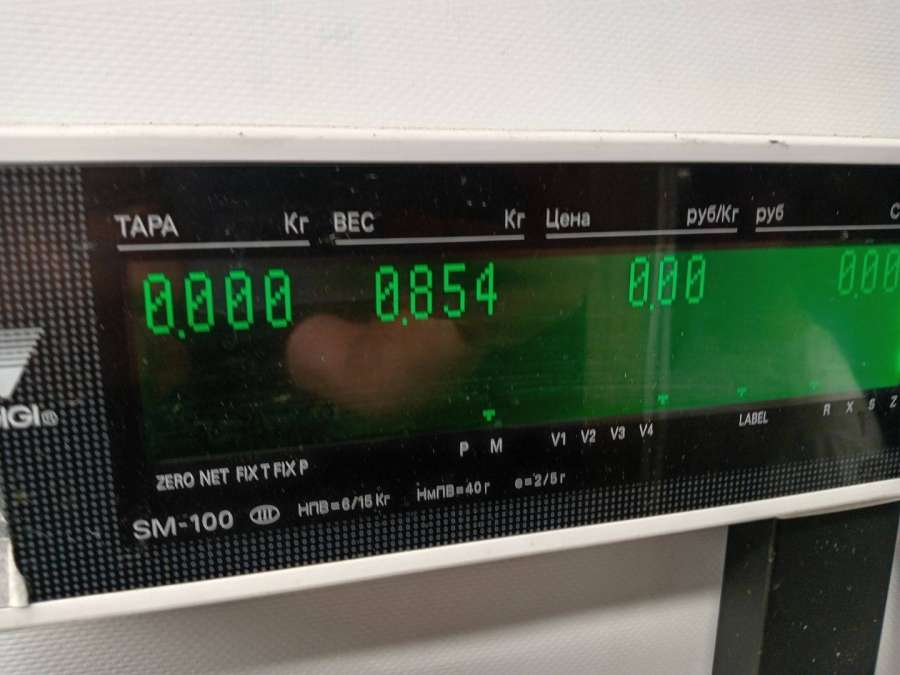 ТАРА Кг ВЕС Кг Цена руб/Кг руб
0.000 0.854 0.00 0.00
P M V1 V2 V3 V4 LABEL R X S Z
ZERO NET FIX T FIX P
SM-100 НПВ=6/15 Кг НмПВ=40 г e=2/5 г